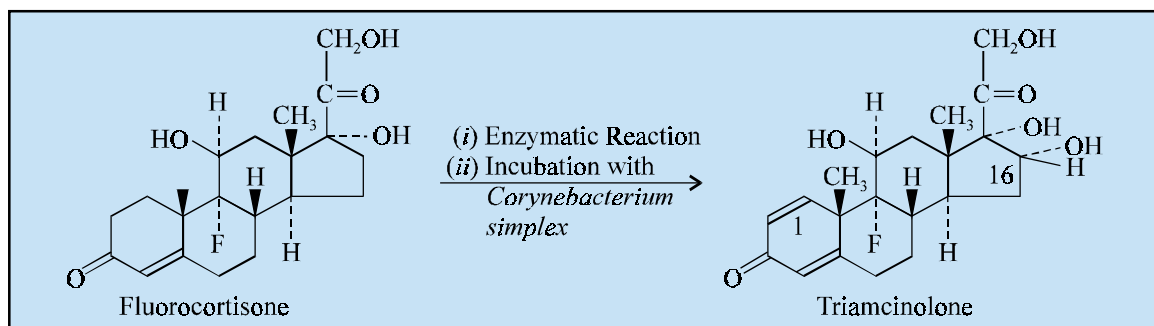 CH₂OH
C=O
H
CH₃
OH
HO
H
F
H
O
Fluorocortisone
(i) Enzymatic Reaction
(ii) Incubation with
Corynebacterium
simplex
CH₂OH
C=O
H
CH₃
OH
OH
HO
H
16
CH₃
H
1
F
H
O
Triamcinolone